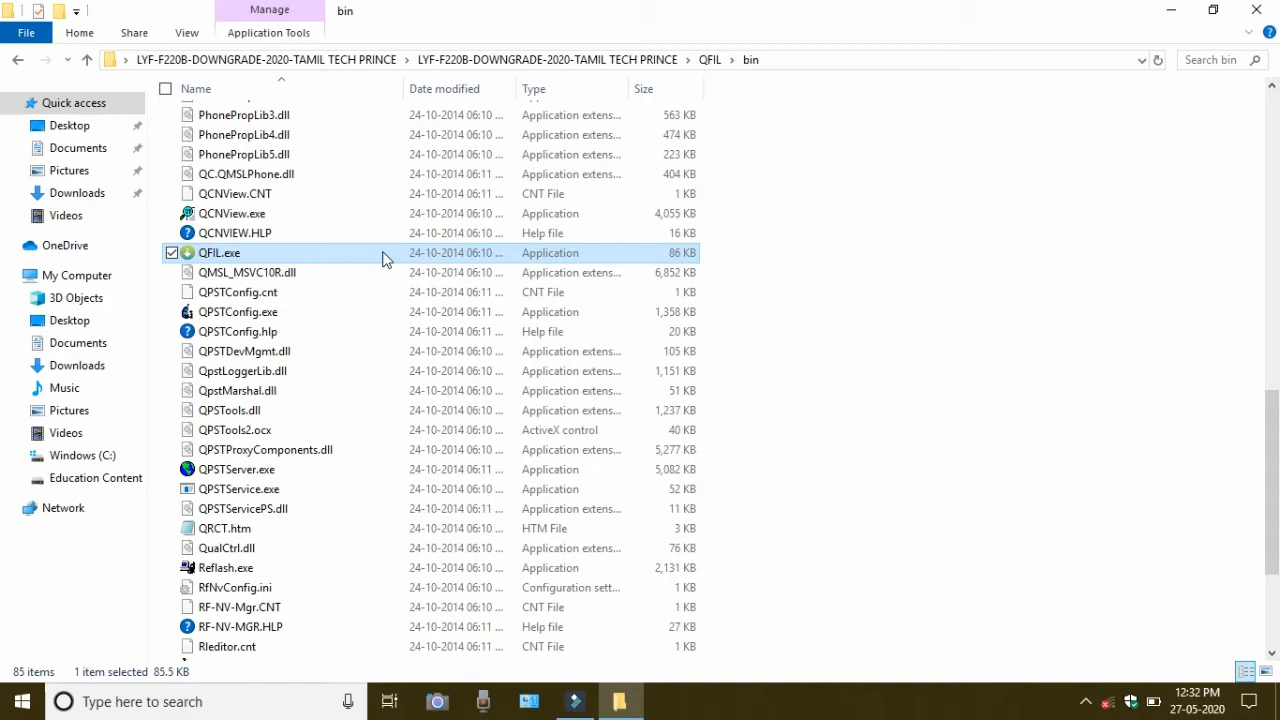 Manage
bin
File
Home
Share
View
Application Tools
LYF-F220B-DOWNGRADE-2020-TAMIL TECH PRINCE > LYF-F220B-DOWNGRADE-2020-TAMIL TECH PRINCE > QFIL > bin
Search bin
Name
Date modified
Type
Size
PhonePropLib3.dll 24-10-2014 06:10 ... Application extens... 563 KB
PhonePropLib4.dll 24-10-2014 06:10 ... Application extens... 474 KB
PhonePropLib5.dll 24-10-2014 06:10 ... Application extens... 223 KB
QC.QMSLPhone.dll 24-10-2014 06:10 ... Application extens... 404 KB
QCNView.CNT 24-10-2014 06:11 ... CNT File 1 KB
QCNView.exe 24-10-2014 06:10 ... Application 4,055 KB
QCNVIEW.HLP 24-10-2014 06:10 ... Help file 16 KB
QFIL.exe 24-10-2014 06:10 ... Application 86 KB
QMSL_MSVC10R.dll 24-10-2014 06:10 ... Application extens... 6,852 KB
QPSTConfig.cnt 24-10-2014 06:11 ... CNT File 1 KB
QPSTConfig.exe 24-10-2014 06:11 ... Application 1,358 KB
QPSTConfig.hlp 24-10-2014 06:11 ... Help file 20 KB
QPSTDevMgmt.dll 24-10-2014 06:10 ... Application extens... 105 KB
QpstLoggerLib.dll 24-10-2014 06:11 ... Application extens... 1,151 KB
QpstMarshal.dll 24-10-2014 06:10 ... Application extens... 51 KB
QPSTools.dll 24-10-2014 06:10 ... Application extens... 1,237 KB
QPSTools2.ocx 24-10-2014 06:10 ... ActiveX control 40 KB
QPSTProxyComponents.dll 24-10-2014 06:10 ... Application extens... 5,277 KB
QPSTServer.exe 24-10-2014 06:11 ... Application 5,082 KB
QPSTService.exe 24-10-2014 06:10 ... Application 52 KB
QPSTServicePS.dll 24-10-2014 06:10 ... Application extens... 11 KB
QRCT.htm 24-10-2014 06:10 ... HTM File 3 KB
QualCtrl.dll 24-10-2014 06:10 ... Application extens... 76 KB
Reflash.exe 24-10-2014 06:10 ... Application 2,131 KB
RfNvConfig.ini 24-10-2014 06:10 ... Configuration sett... 1 KB
RF-NV-Mgr.CNT 24-10-2014 06:11 ... CNT File 1 KB
RF-NV-MGR.HLP 24-10-2014 06:11 ... Help file 27 KB
RIeditor.cnt 24-10-2014 06:11 ... CNT File 1 KB
Quick access
Desktop
Documents
Pictures
Downloads
Videos
OneDrive
My Computer
3D Objects
Desktop
Documents
Downloads
Music
Pictures
Videos
Windows (C:)
Education Content
Network
85 items 1 item selected 85.5 KB
Type here to search
12:32 PM
27-05-2020